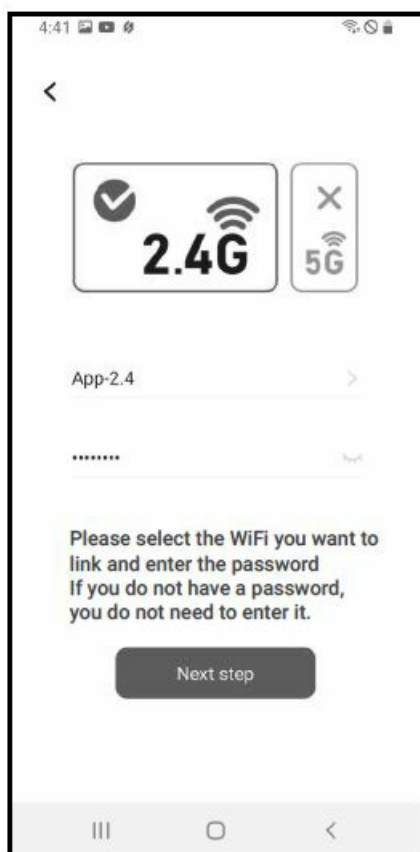 4:41
2.4G
5G
App-2.4
••••••••
Please select the WiFi you want to
link and enter the password
If you do not have a password,
you do not need to enter it.
Next step